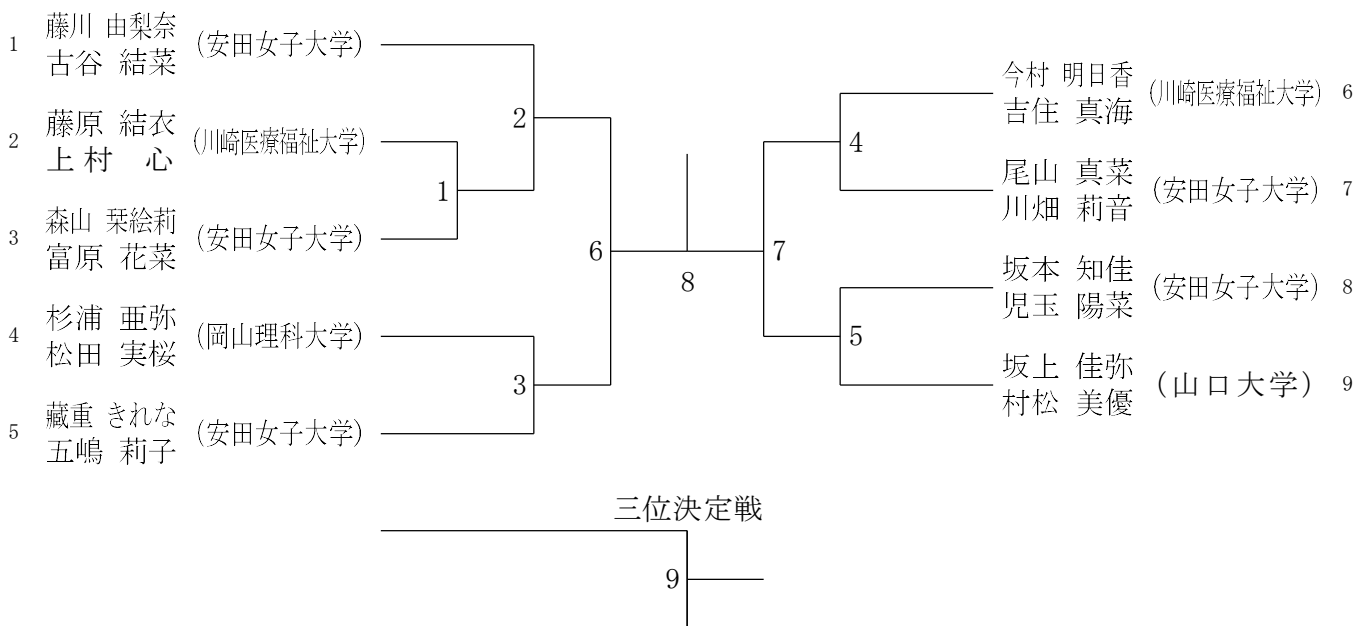 1 藤川 由梨奈 (安田女子大学)
古谷 結菜
2 藤原 結衣 (川崎医療福祉大学)
上村 心
3 森山 栞絵莉 (安田女子大学)
富原 花菜
4 杉浦 亜弥 (岡山理科大学)
松田 実桜
5 藏重 きれな (安田女子大学)
五嶋 莉子
1
2
3
6
8
7
4
5
今村 明日香 (川崎医療福祉大学) 6
吉住 真海
尾山 真菜 (安田女子大学) 7
川畑 莉音
坂本 知佳 (安田女子大学) 8
児玉 陽菜
坂上 佳弥 (山口大学) 9
村松 美優
三位決定戦
9